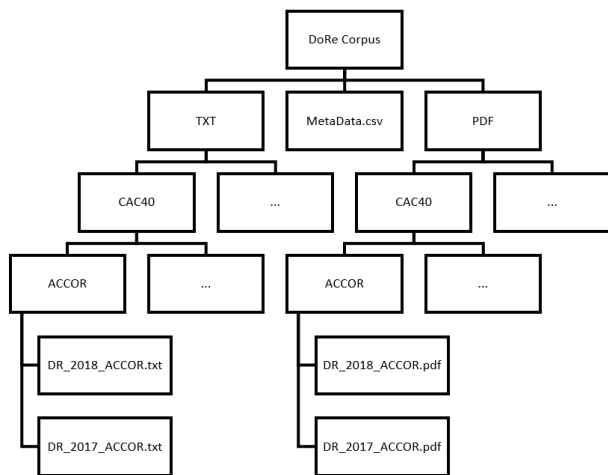 DoRe Corpus
TXT
MetaData.csv
PDF
CAC40
...
CAC40
...
ACCOR
...
ACCOR
...
DR_2018_ACCOR.txt
DR_2018_ACCOR.pdf
DR_2017_ACCOR.txt
DR_2017_ACCOR.pdf